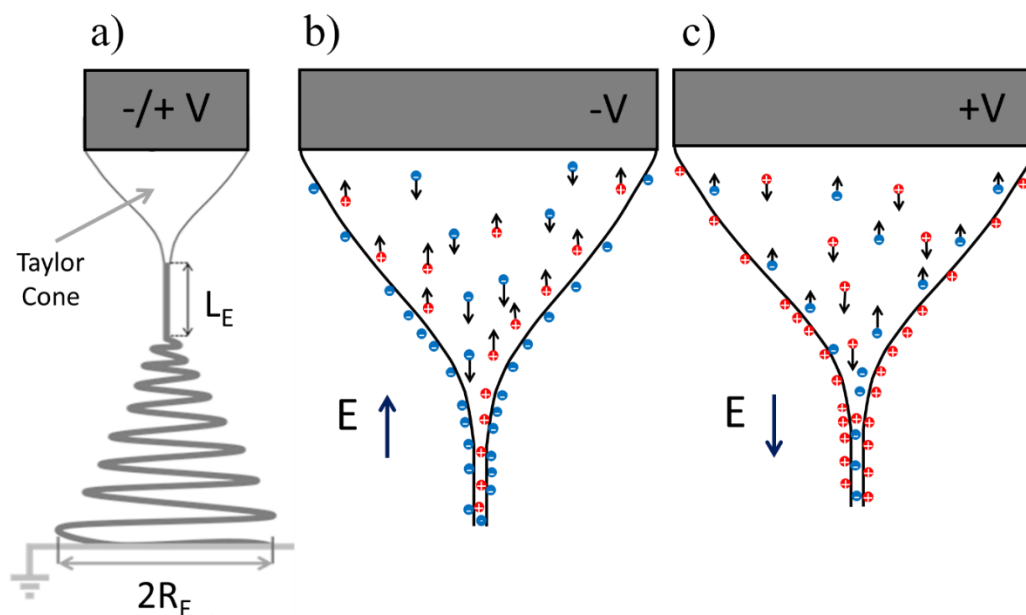 a)
b)
c)
-/+ V
-V
+V
Taylor
Cone
L_E
E
E
2R_F